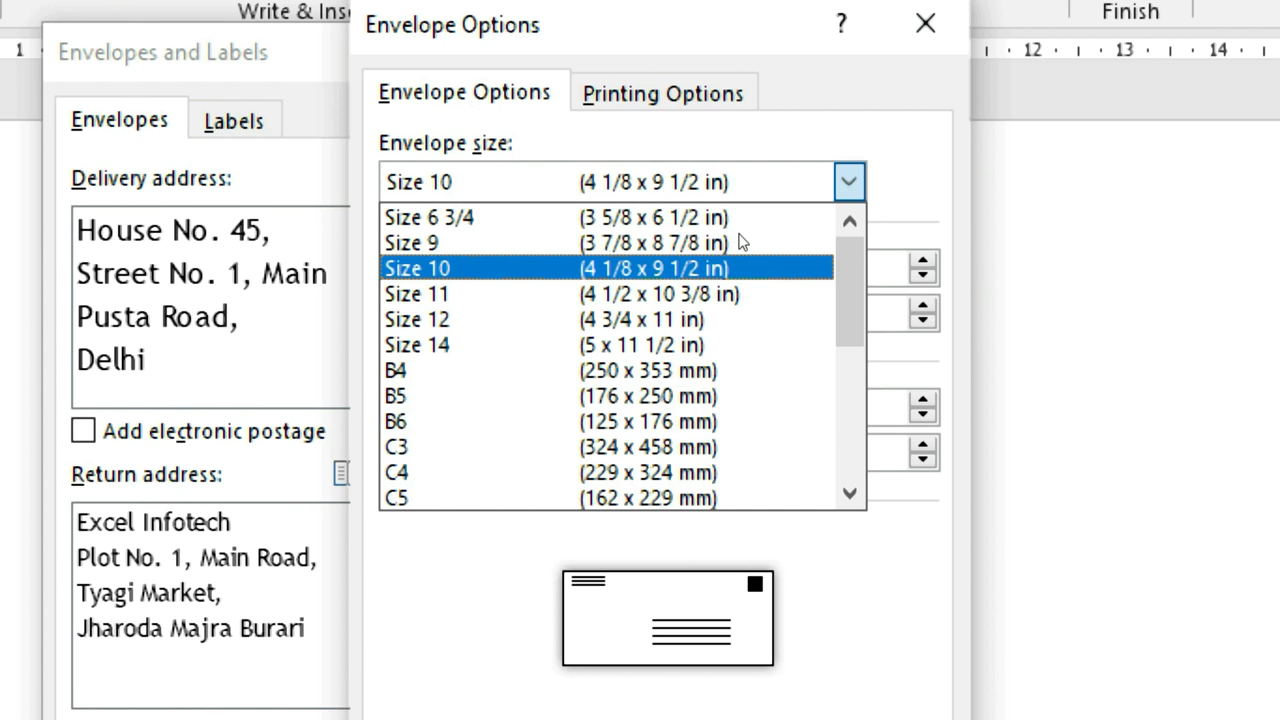 Write & Ins
Finish
1
12 13 14
Envelopes and Labels
Envelopes Labels
Delivery address:
House No. 45,
Street No. 1, Main
Pusta Road,
Delhi
Add electronic postage
Return address:
Excel Infotech
Plot No. 1, Main Road,
Tyagi Market,
Jharoda Majra Burari
Envelope Options ?
Envelope Options Printing Options
Envelope size:
Size 10 (4 1/8 x 9 1/2 in)
Size 6 3/4 (3 5/8 x 6 1/2 in)
Size 9 (3 7/8 x 8 7/8 in)
Size 10 (4 1/8 x 9 1/2 in)
Size 11 (4 1/2 x 10 3/8 in)
Size 12 (4 3/4 x 11 in)
Size 14 (5 x 11 1/2 in)
B4 (250 x 353 mm)
B5 (176 x 250 mm)
B6 (125 x 176 mm)
C3 (324 x 458 mm)
C4 (229 x 324 mm)
C5 (162 x 229 mm)